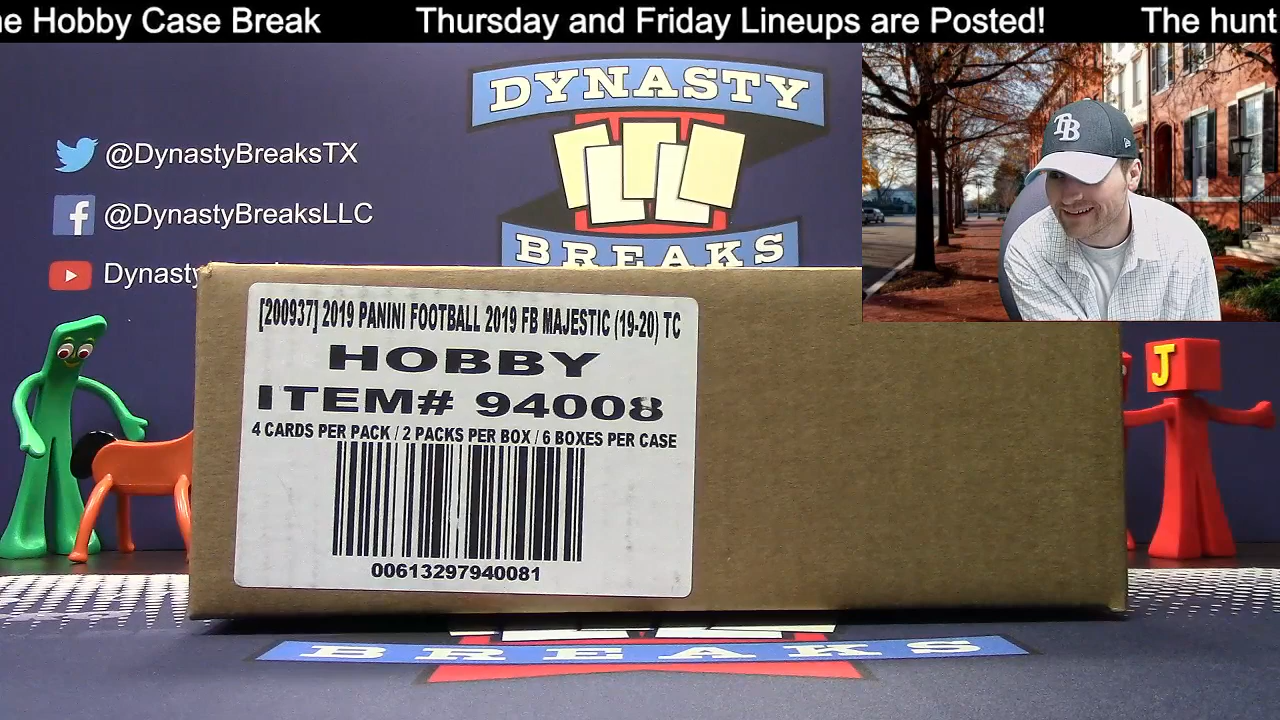 e Hobby Case Break Thursday and Friday Lineups are Posted! The hunt
DYNASTY
BREAKS
@DynastyBreaksTX
@DynastyBreaksLLC
Dynasty
TB
J
[200937] 2019 PANINI FOOTBALL 2019 FB MAJESTIC (19-20) TC
HOBBY
ITEM# 94008
4 CARDS PER PACK / 2 PACKS PER BOX / 6 BOXES PER CASE
00613297940081
BREAKS